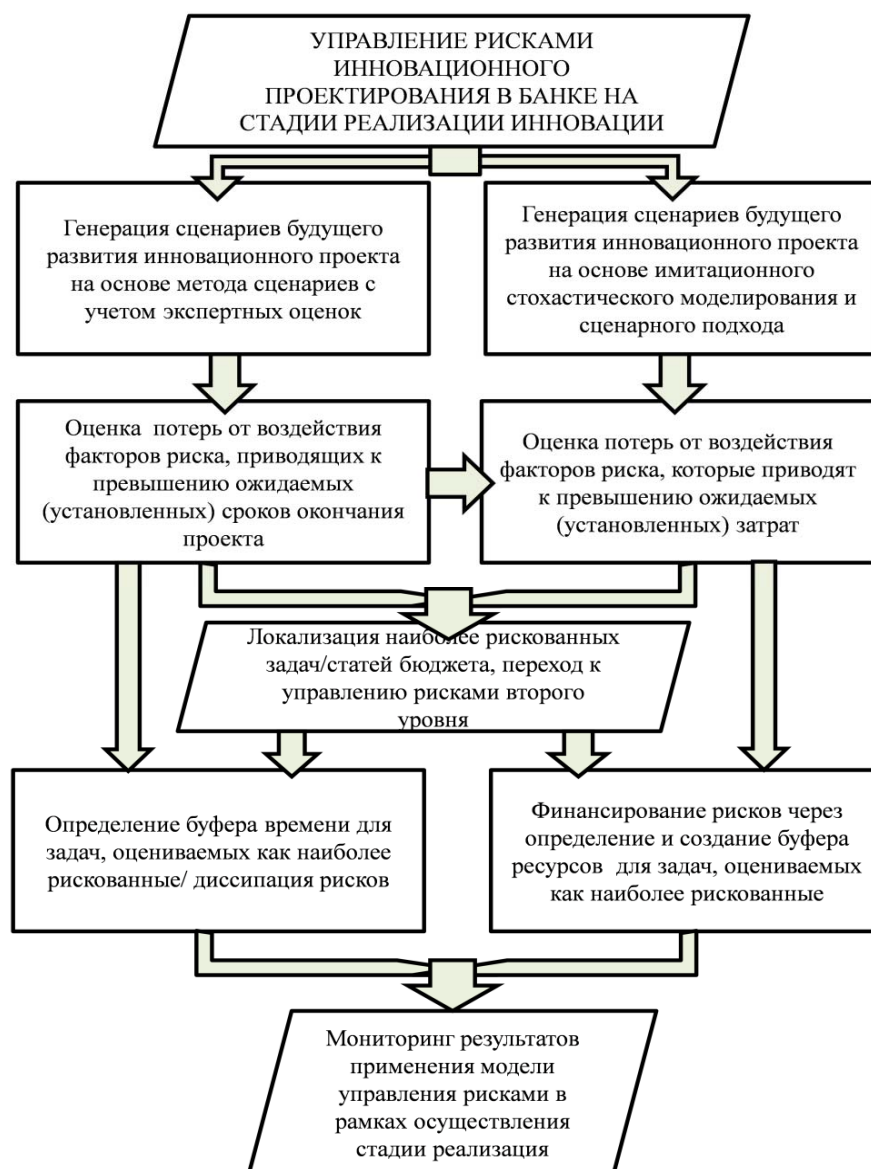 УПРАВЛЕНИЕ РИСКАМИ
ИННОВАЦИОННОГО
ПРОЕКТИРОВАНИЯ В БАНКЕ НА
СТАДИИ РЕАЛИЗАЦИИ ИННОВАЦИИ
Генерация сценариев будущего
развития инновационного проекта
на основе метода сценариев с
учетом экспертных оценок
Генерация сценариев будущего
развития инновационного проекта
на основе имитационного
стохастического моделирования и
сценарного подхода
Оценка потерь от воздействия
факторов риска, приводящих к
превышению ожидаемых
(установленных) сроков окончания
проекта
Оценка потерь от воздействия
факторов риска, которые приводят
к превышению ожидаемых
(установленных) затрат
Локализация наиболее рискованных
задач/статей бюджета, переход к
управлению рисками второго
уровня
Определение буфера времени для
задач, оцениваемых как наиболее
рискованные/ диссипация рисков
Финансирование рисков через
определение и создание буфера
ресурсов для задач, оцениваемых
как наиболее рискованные
Мониторинг результатов
применения модели
управления рисками в
рамках осуществления
стадии реализация